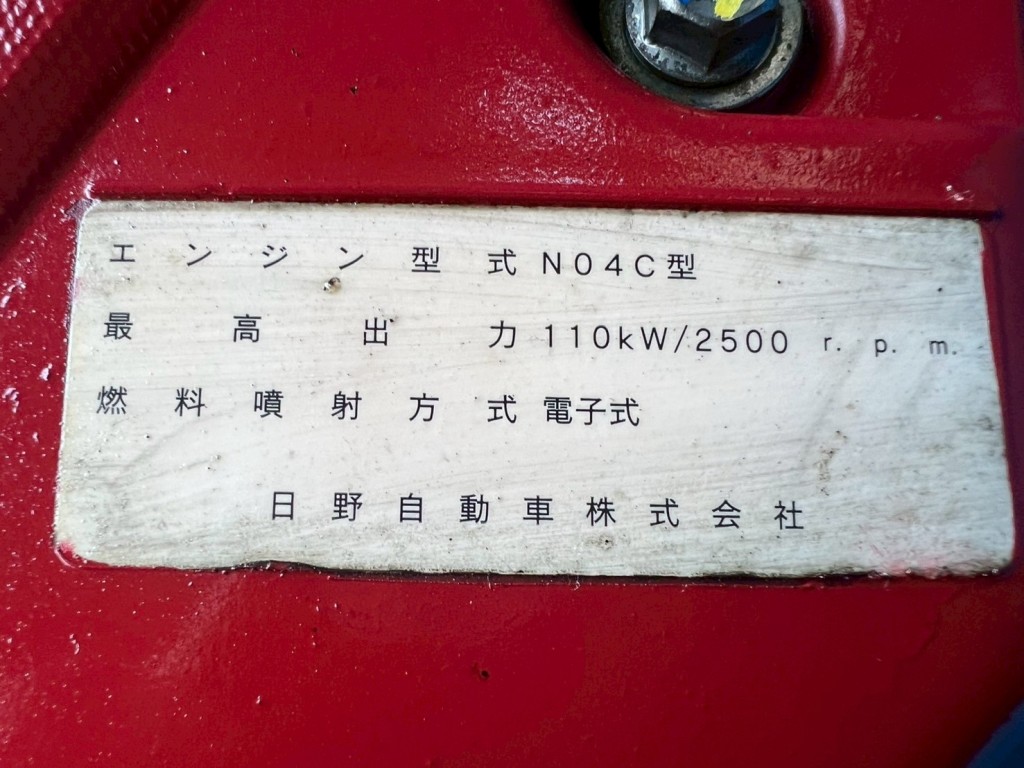 エンジン型式 N04C型
最高出力 110kW/2500 r.p.m.
燃料噴射方式 電子式
日野自動車株式会社